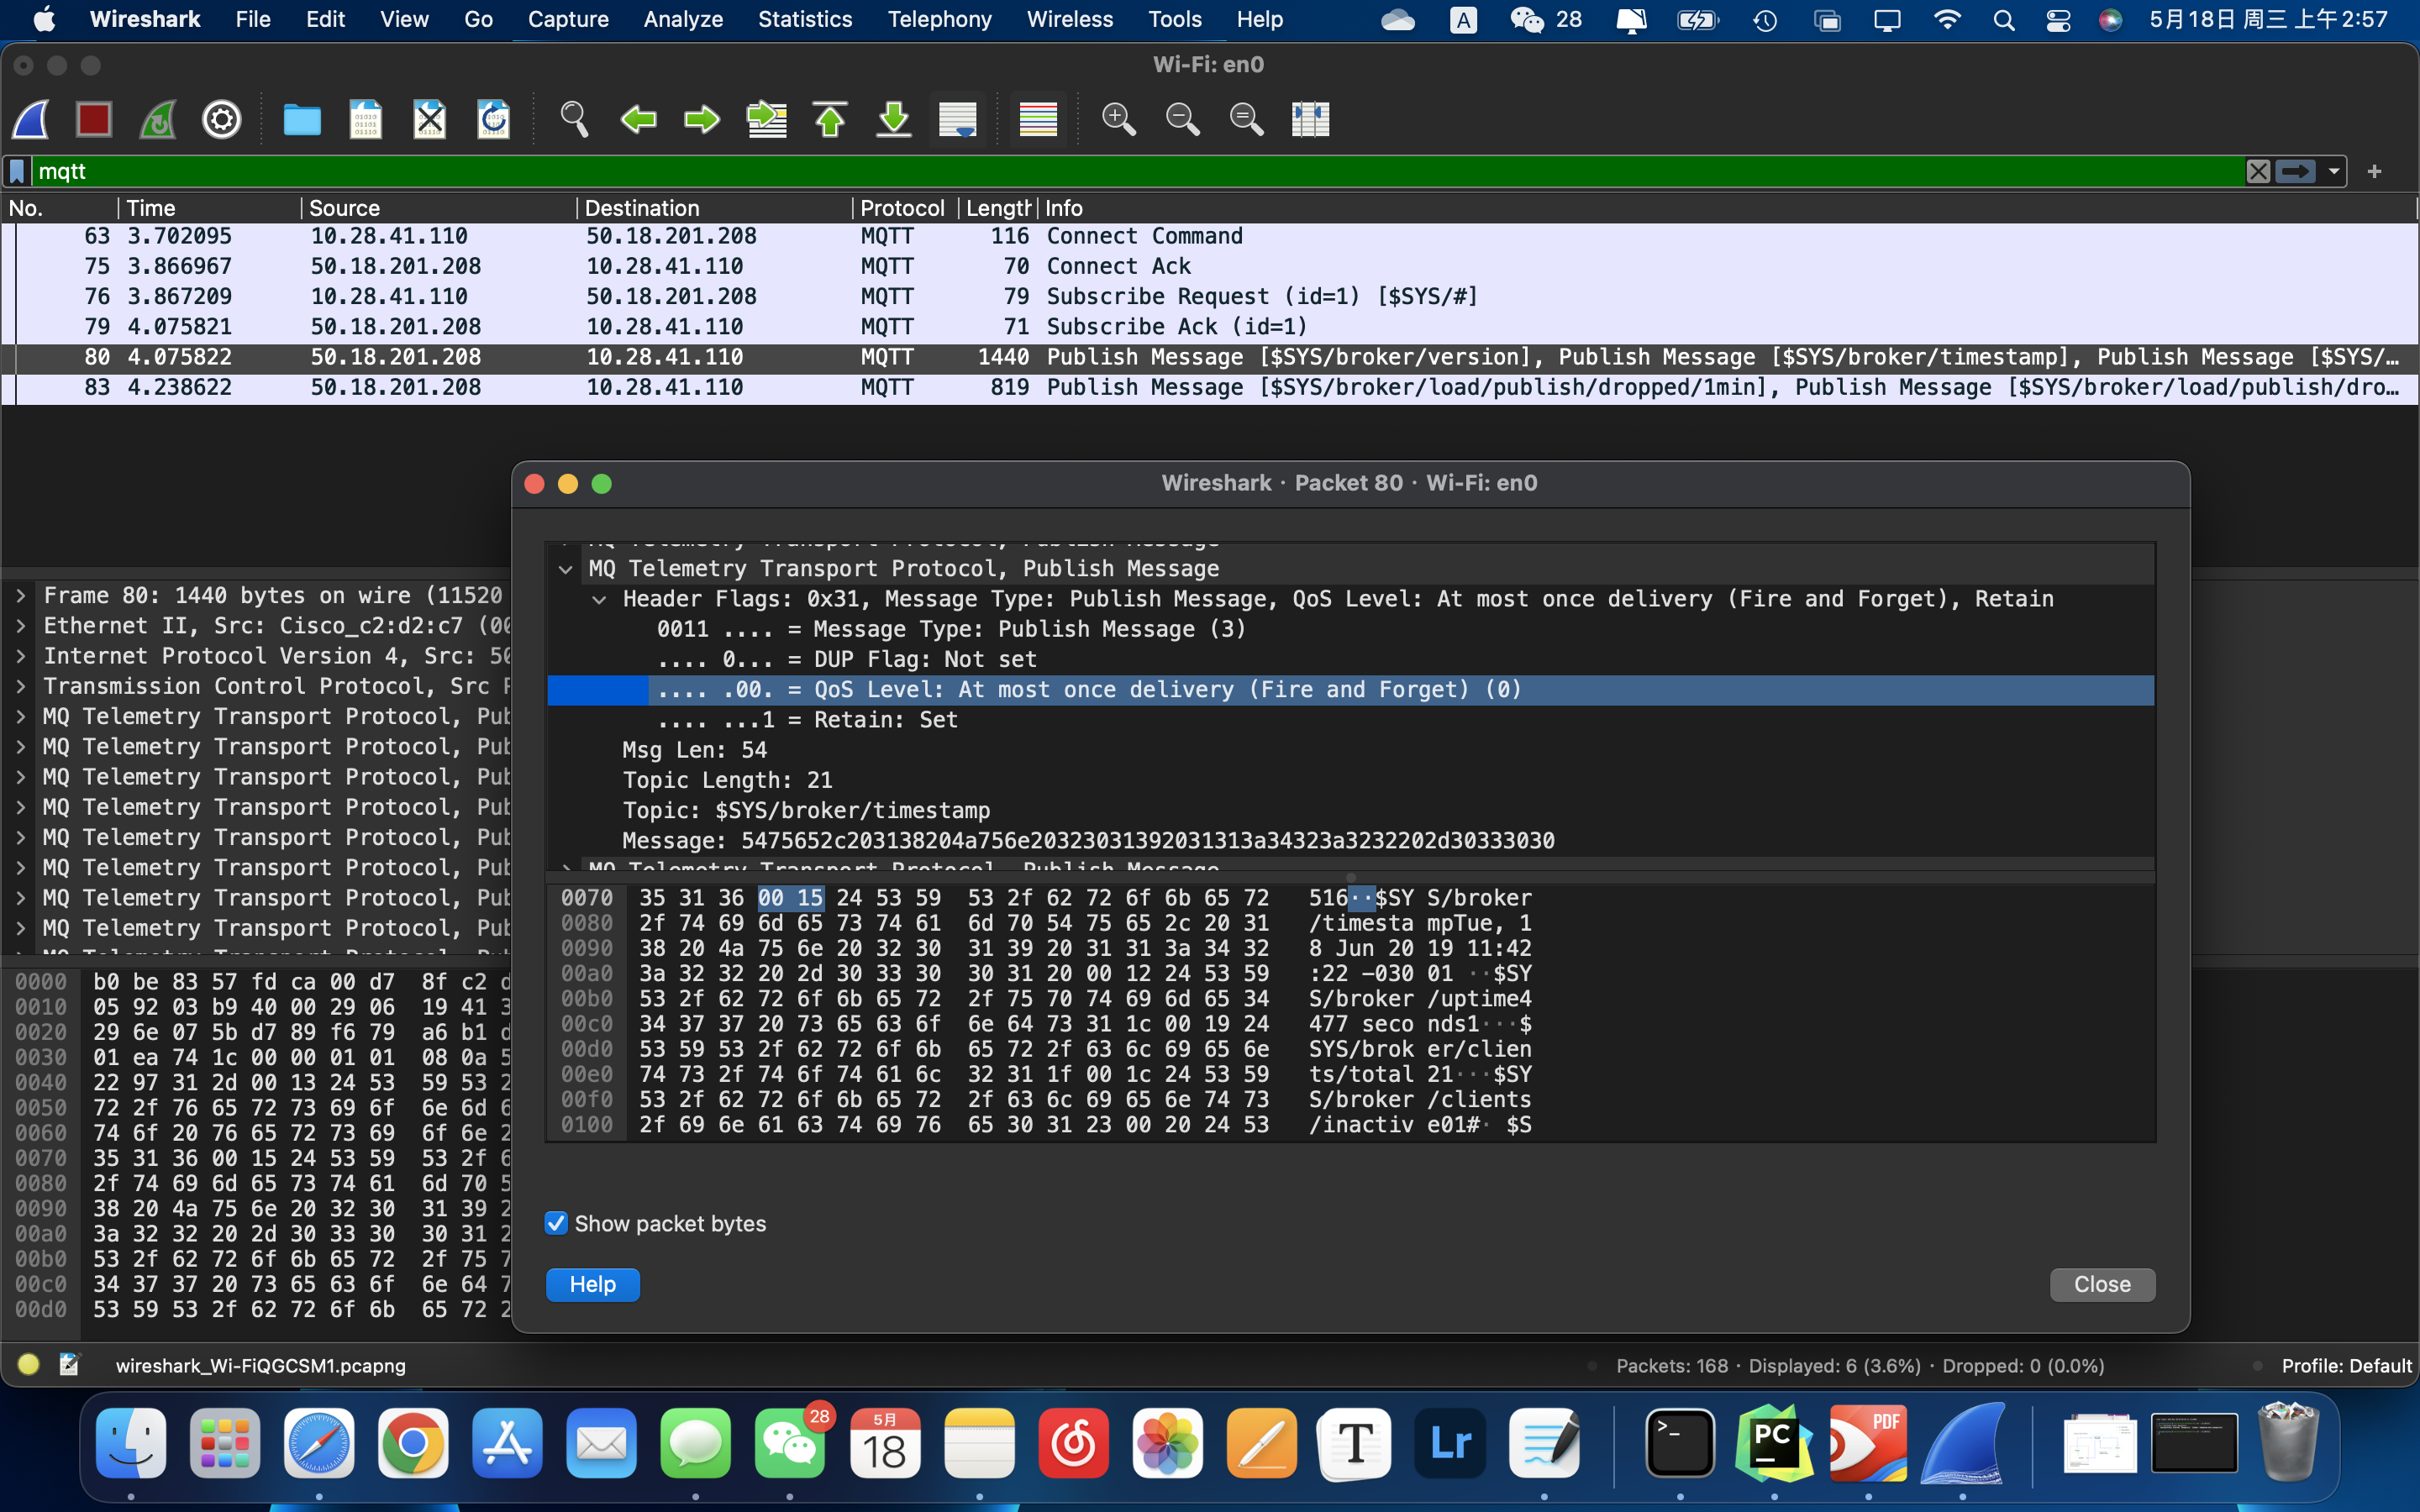 Wireshark File Edit View Go Capture Analyze Statistics Telephony Wireless Tools Help A 28 5月18日 周三 上午2:57
Wi-Fi: en0
mqtt
No. Time Source Destination Protocol Length Info
63 3.702095 10.28.41.110 50.18.201.208 MQTT 116 Connect Command
75 3.866967 50.18.201.208 10.28.41.110 MQTT 70 Connect Ack
76 3.867209 10.28.41.110 50.18.201.208 MQTT 79 Subscribe Request (id=1) [$SYS/#]
79 4.075821 50.18.201.208 10.28.41.110 MQTT 71 Subscribe Ack (id=1)
80 4.075822 50.18.201.208 10.28.41.110 MQTT 1440 Publish Message [$SYS/broker/version], Publish Message [$SYS/broker/timestamp], Publish Message [$SYS/…
83 4.238622 50.18.201.208 10.28.41.110 MQTT 819 Publish Message [$SYS/broker/load/publish/dropped/1min], Publish Message [$SYS/broker/load/publish/dro…
Frame 80: 1440 bytes on wire (11520
Ethernet II, Src: Cisco_c2:d2:c7 (00
Internet Protocol Version 4, Src: 50
Transmission Control Protocol, Src P
MQ Telemetry Transport Protocol, Pub
MQ Telemetry Transport Protocol, Pub
MQ Telemetry Transport Protocol, Pub
MQ Telemetry Transport Protocol, Pub
MQ Telemetry Transport Protocol, Pub
MQ Telemetry Transport Protocol, Pub
MQ Telemetry Transport Protocol, Pub
MQ Telemetry Transport Protocol, Pub
0000 b0 be 83 57 fd ca 00 d7 8f c2 d
0010 05 92 03 b9 40 00 29 06 19 41 3
0020 29 6e 07 5b d7 89 f6 79 a6 b1 d
0030 01 ea 74 1c 00 00 01 01 08 0a 5
0040 22 97 31 2d 00 13 24 53 59 53 2
0050 72 2f 76 65 72 73 69 6f 6e 6d 6
0060 74 6f 20 76 65 72 73 69 6f 6e 2
0070 35 31 36 00 15 24 53 59 53 2f 6
0080 2f 74 69 6d 65 73 74 61 6d 70 5
0090 38 20 4a 75 6e 20 32 30 31 39 2
00a0 3a 32 32 20 2d 30 33 30 30 31 2
00b0 53 2f 62 72 6f 6b 65 72 2f 75 7
00c0 34 37 37 20 73 65 63 6f 6e 64 7
00d0 53 59 53 2f 62 72 6f 6b 65 72 2
Wireshark · Packet 80 · Wi-Fi: en0
MQ Telemetry Transport Protocol, Publish Message
MQ Telemetry Transport Protocol, Publish Message
Header Flags: 0x31, Message Type: Publish Message, QoS Level: At most once delivery (Fire and Forget), Retain
0011 .... = Message Type: Publish Message (3)
.... 0... = DUP Flag: Not set
.... .00. = QoS Level: At most once delivery (Fire and Forget) (0)
.... ...1 = Retain: Set
Msg Len: 54
Topic Length: 21
Topic: $SYS/broker/timestamp
Message: 5475652c203138204a756e20323031392031313a34323a3232202d30333030
MQ Telemetry Transport Protocol, Publish Message
0070 35 31 36 00 15 24 53 59 53 2f 62 72 6f 6b 65 72 516··$SY S/broker
0080 2f 74 69 6d 65 73 74 61 6d 70 54 75 65 2c 20 31 /timesta mpTue, 1
0090 38 20 4a 75 6e 20 32 30 31 39 20 31 31 3a 34 32 8 Jun 20 19 11:42
00a0 3a 32 32 20 2d 30 33 30 30 31 20 00 12 24 53 59 :22 -030 01 ··$SY
00b0 53 2f 62 72 6f 6b 65 72 2f 75 70 74 69 6d 65 34 S/broker /uptime4
00c0 34 37 37 20 73 65 63 6f 6e 64 73 31 1c 00 19 24 477 seco nds1···$
00d0 53 59 53 2f 62 72 6f 6b 65 72 2f 63 6c 69 65 6e SYS/brok er/clien
00e0 74 73 2f 74 6f 74 61 6c 32 31 1f 00 1c 24 53 59 ts/total 21···$SY
00f0 53 2f 62 72 6f 6b 65 72 2f 63 6c 69 65 6e 74 73 S/broker /clients
0100 2f 69 6e 61 63 74 69 76 65 30 31 23 00 20 24 53 /inactiv e01#· $S
Show packet bytes
Help Close
wireshark_Wi-FiQGCSM1.pcapng Packets: 168 · Displayed: 6 (3.6%) · Dropped: 0 (0.0%) Profile: Default
28 5月 18 T Lr >_ PC PDF